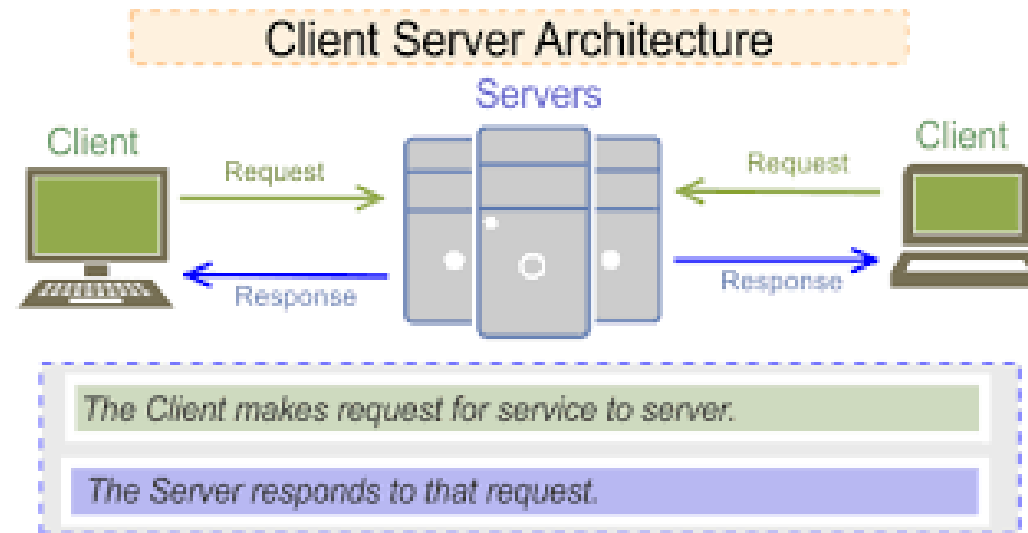 Client Server Architecture
Servers
Client
Client
Request
Request
Response
Response
The Client makes request for service to server.
The Server responds to that request.